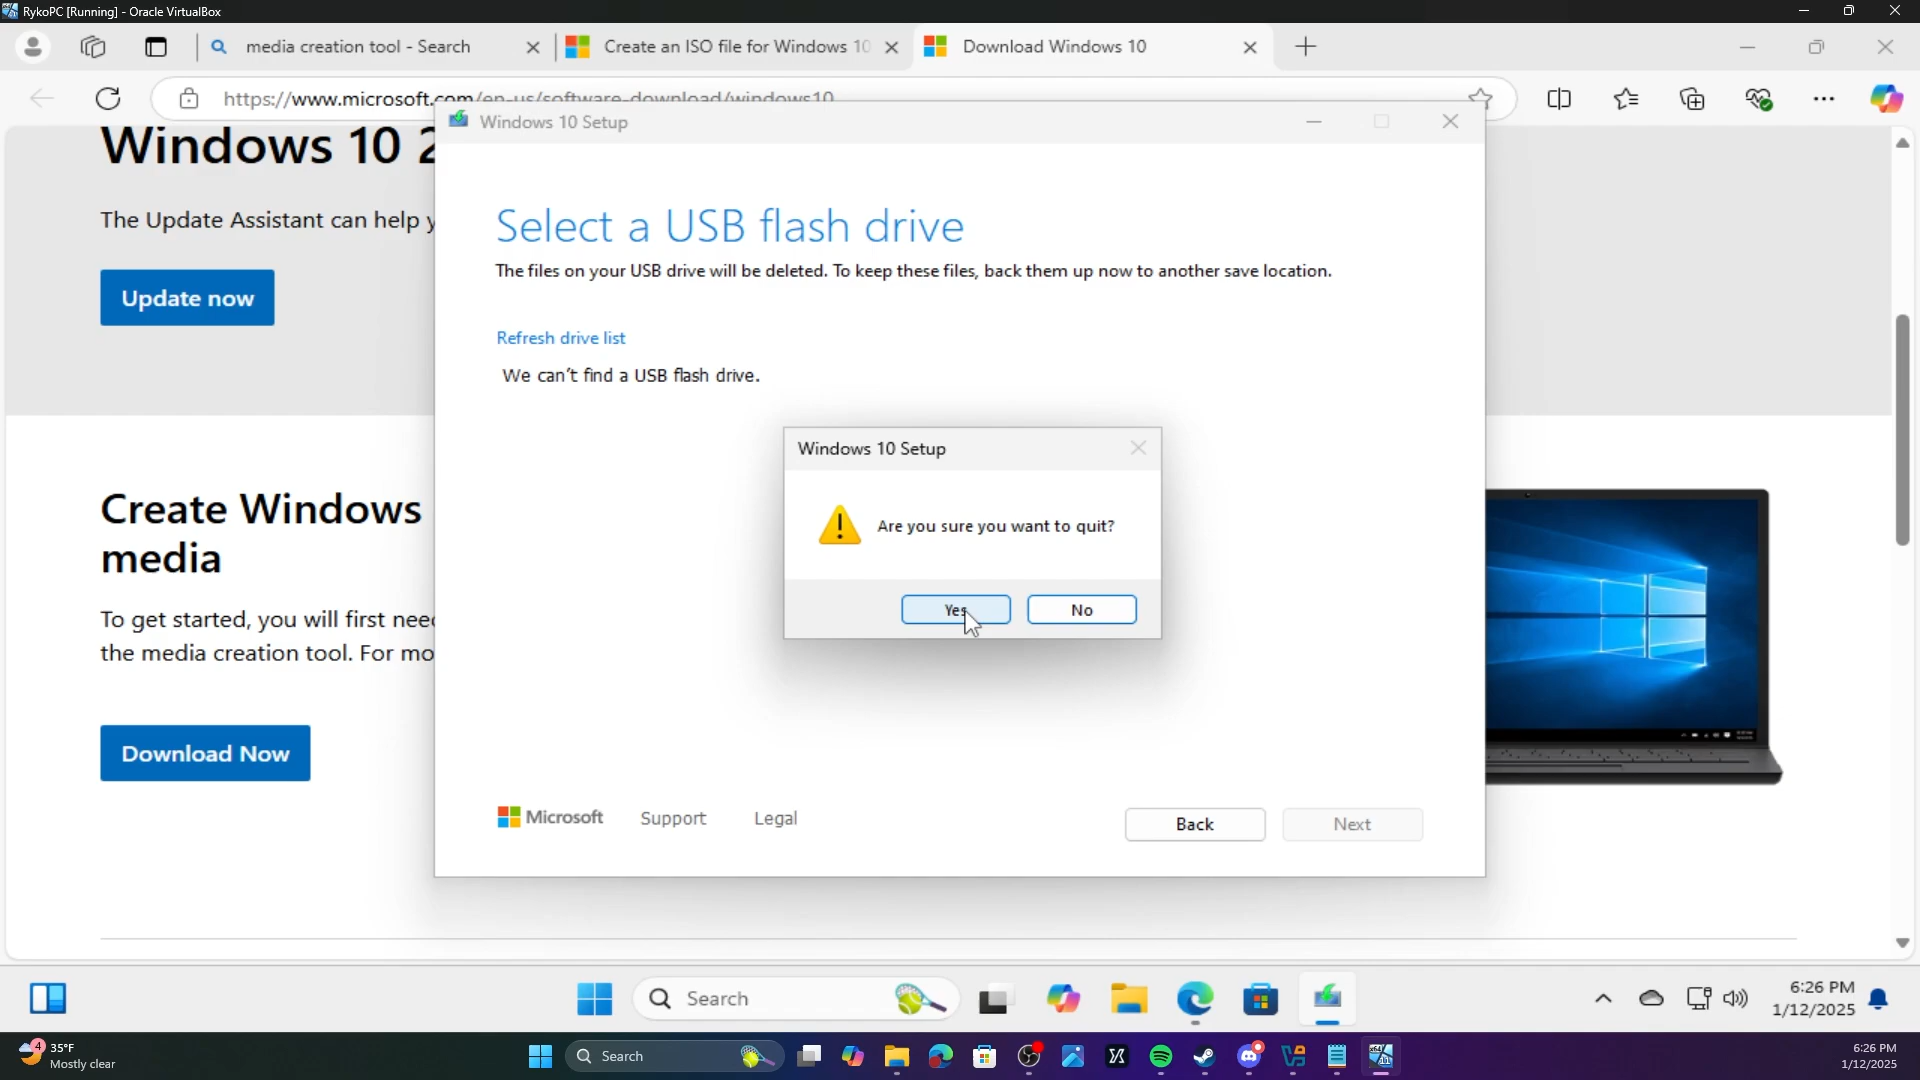 RykoPC [Running] - Oracle VirtualBox
media creation tool - Search
Create an ISO file for Windows 10
Download Windows 10
https://www.microsoft.com/en-us/software-download/windows10
Windows 10 2
The Update Assistant can help y
Update now
Create Windows
media
To get started, you will first need
the media creation tool. For mo
Download Now
Windows 10 Setup
Select a USB flash drive
The files on your USB drive will be deleted. To keep these files, back them up now to another save location.
Refresh drive list
We can't find a USB flash drive.
Windows 10 Setup
Are you sure you want to quit?
Yes
No
Microsoft
Support
Legal
Back
Next
Search
6:26 PM
1/12/2025
4
35°F
Mostly clear
Search
6:26 PM
1/12/2025